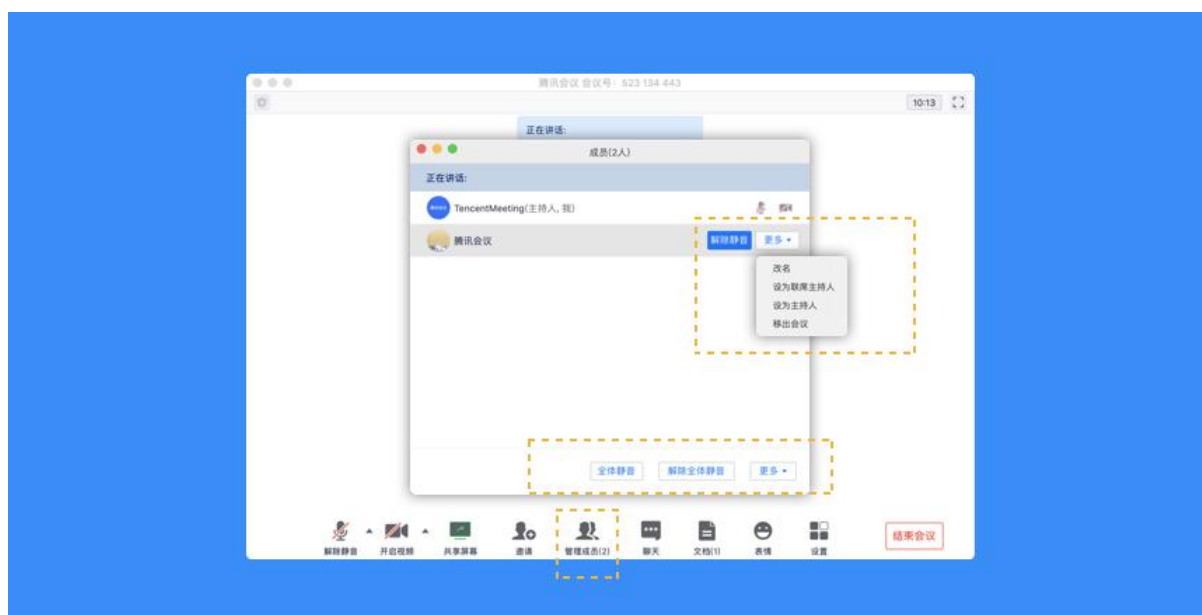 腾讯会议 会议号：523 134 443
10:13
正在讲话:
成员(2人)
正在讲话:
TencentMeeting(主持人, 我)
腾讯会议
解除静音
更多
改名
设为联席主持人
设为主持人
移出会议
全体静音
解除全体静音
更多
解除静音
开启视频
共享屏幕
邀请
管理成员(2)
聊天
文档(1)
表情
设置
结束会议